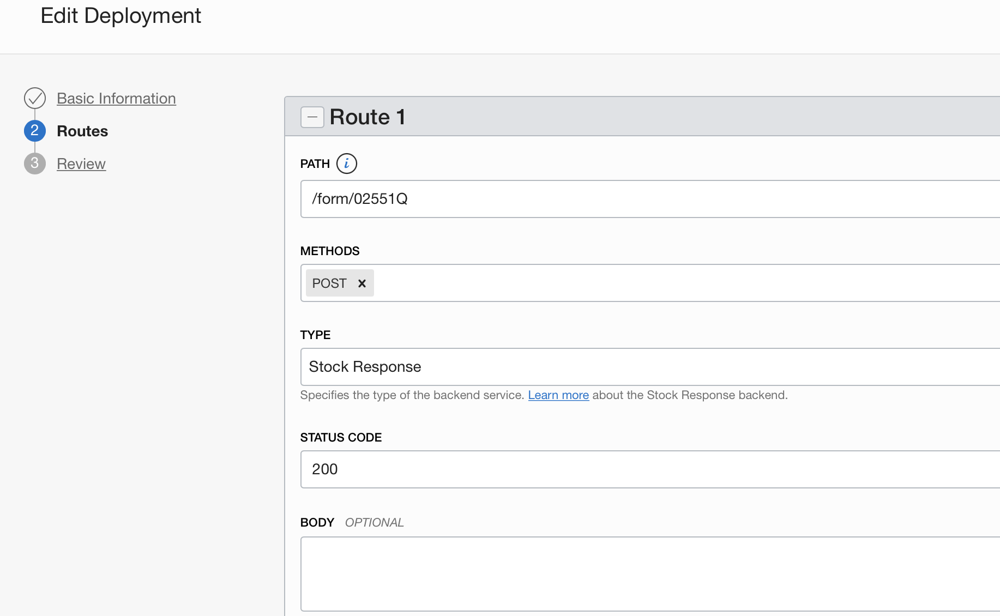 Edit Deployment
Basic Information
2 Routes
3 Review
Route 1
PATH i
/form/02551Q
METHODS
POST ×
TYPE
Stock Response
Specifies the type of the backend service. Learn more about the Stock Response backend.
STATUS CODE
200
BODY OPTIONAL